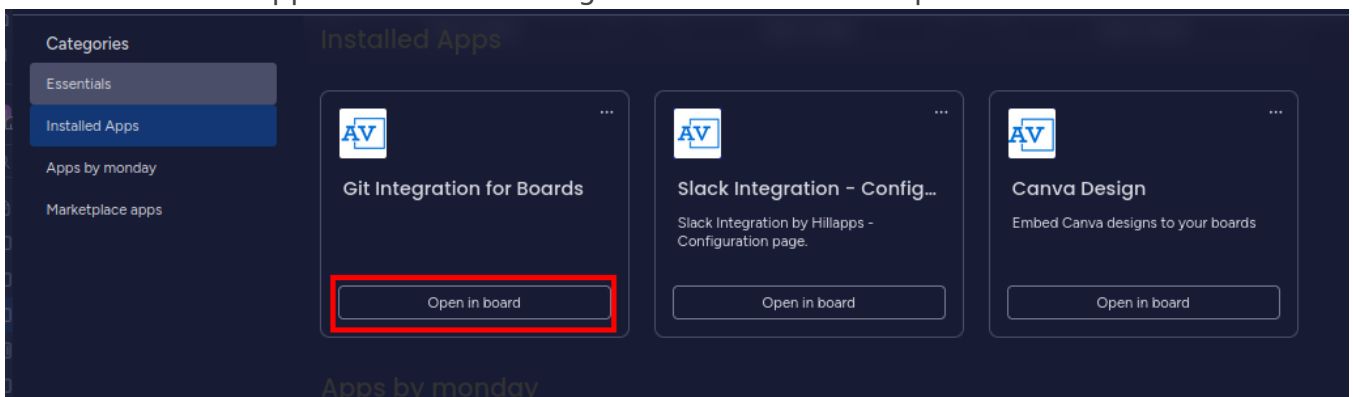 Categories
Essentials
Installed Apps
Apps by monday
Marketplace apps
Installed Apps
AV
...
Git Integration for Boards
Open in board
AV
...
Slack Integration - Config...
Slack Integration by Hillapps -
Configuration page.
Open in board
AV
...
Canva Design
Embed Canva designs to your boards
Open in board
Apps by monday